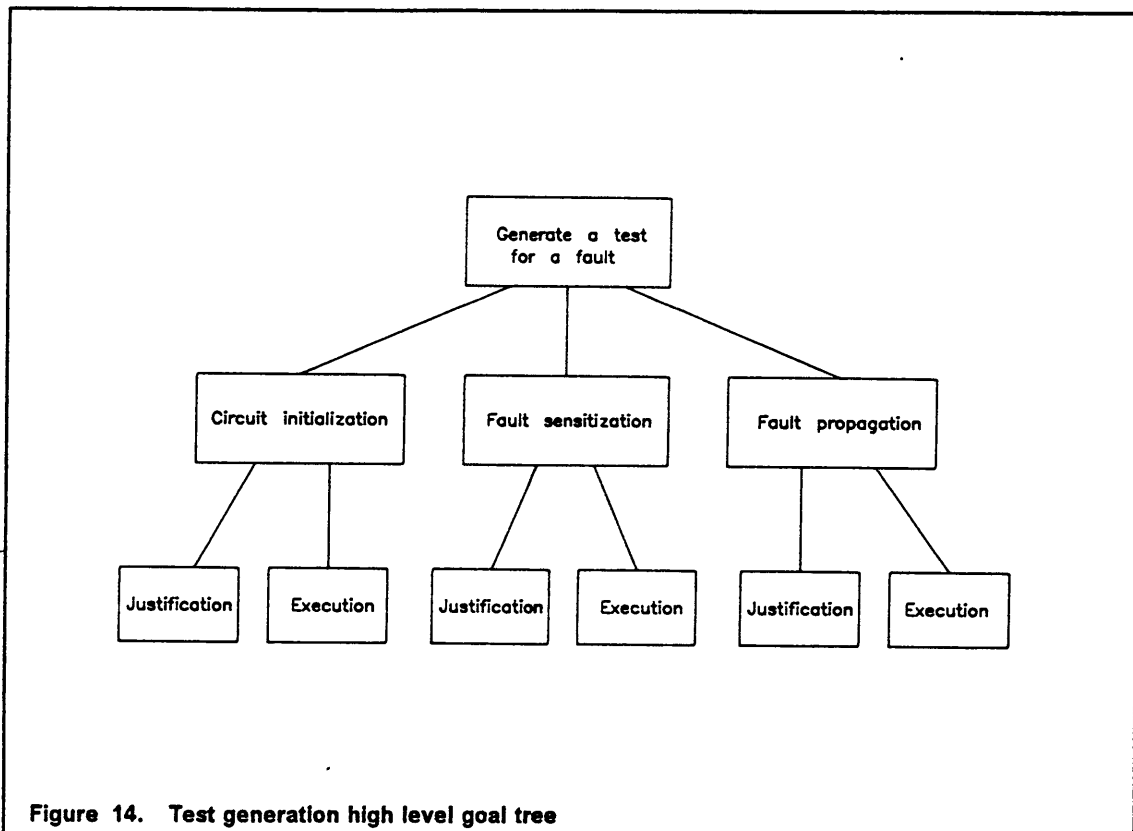 Generate a test
for a fault
Circuit initialization
Fault sensitization
Fault propagation
Justification
Execution
Justification
Execution
Justification
Execution
Figure 14. Test generation high level goal tree